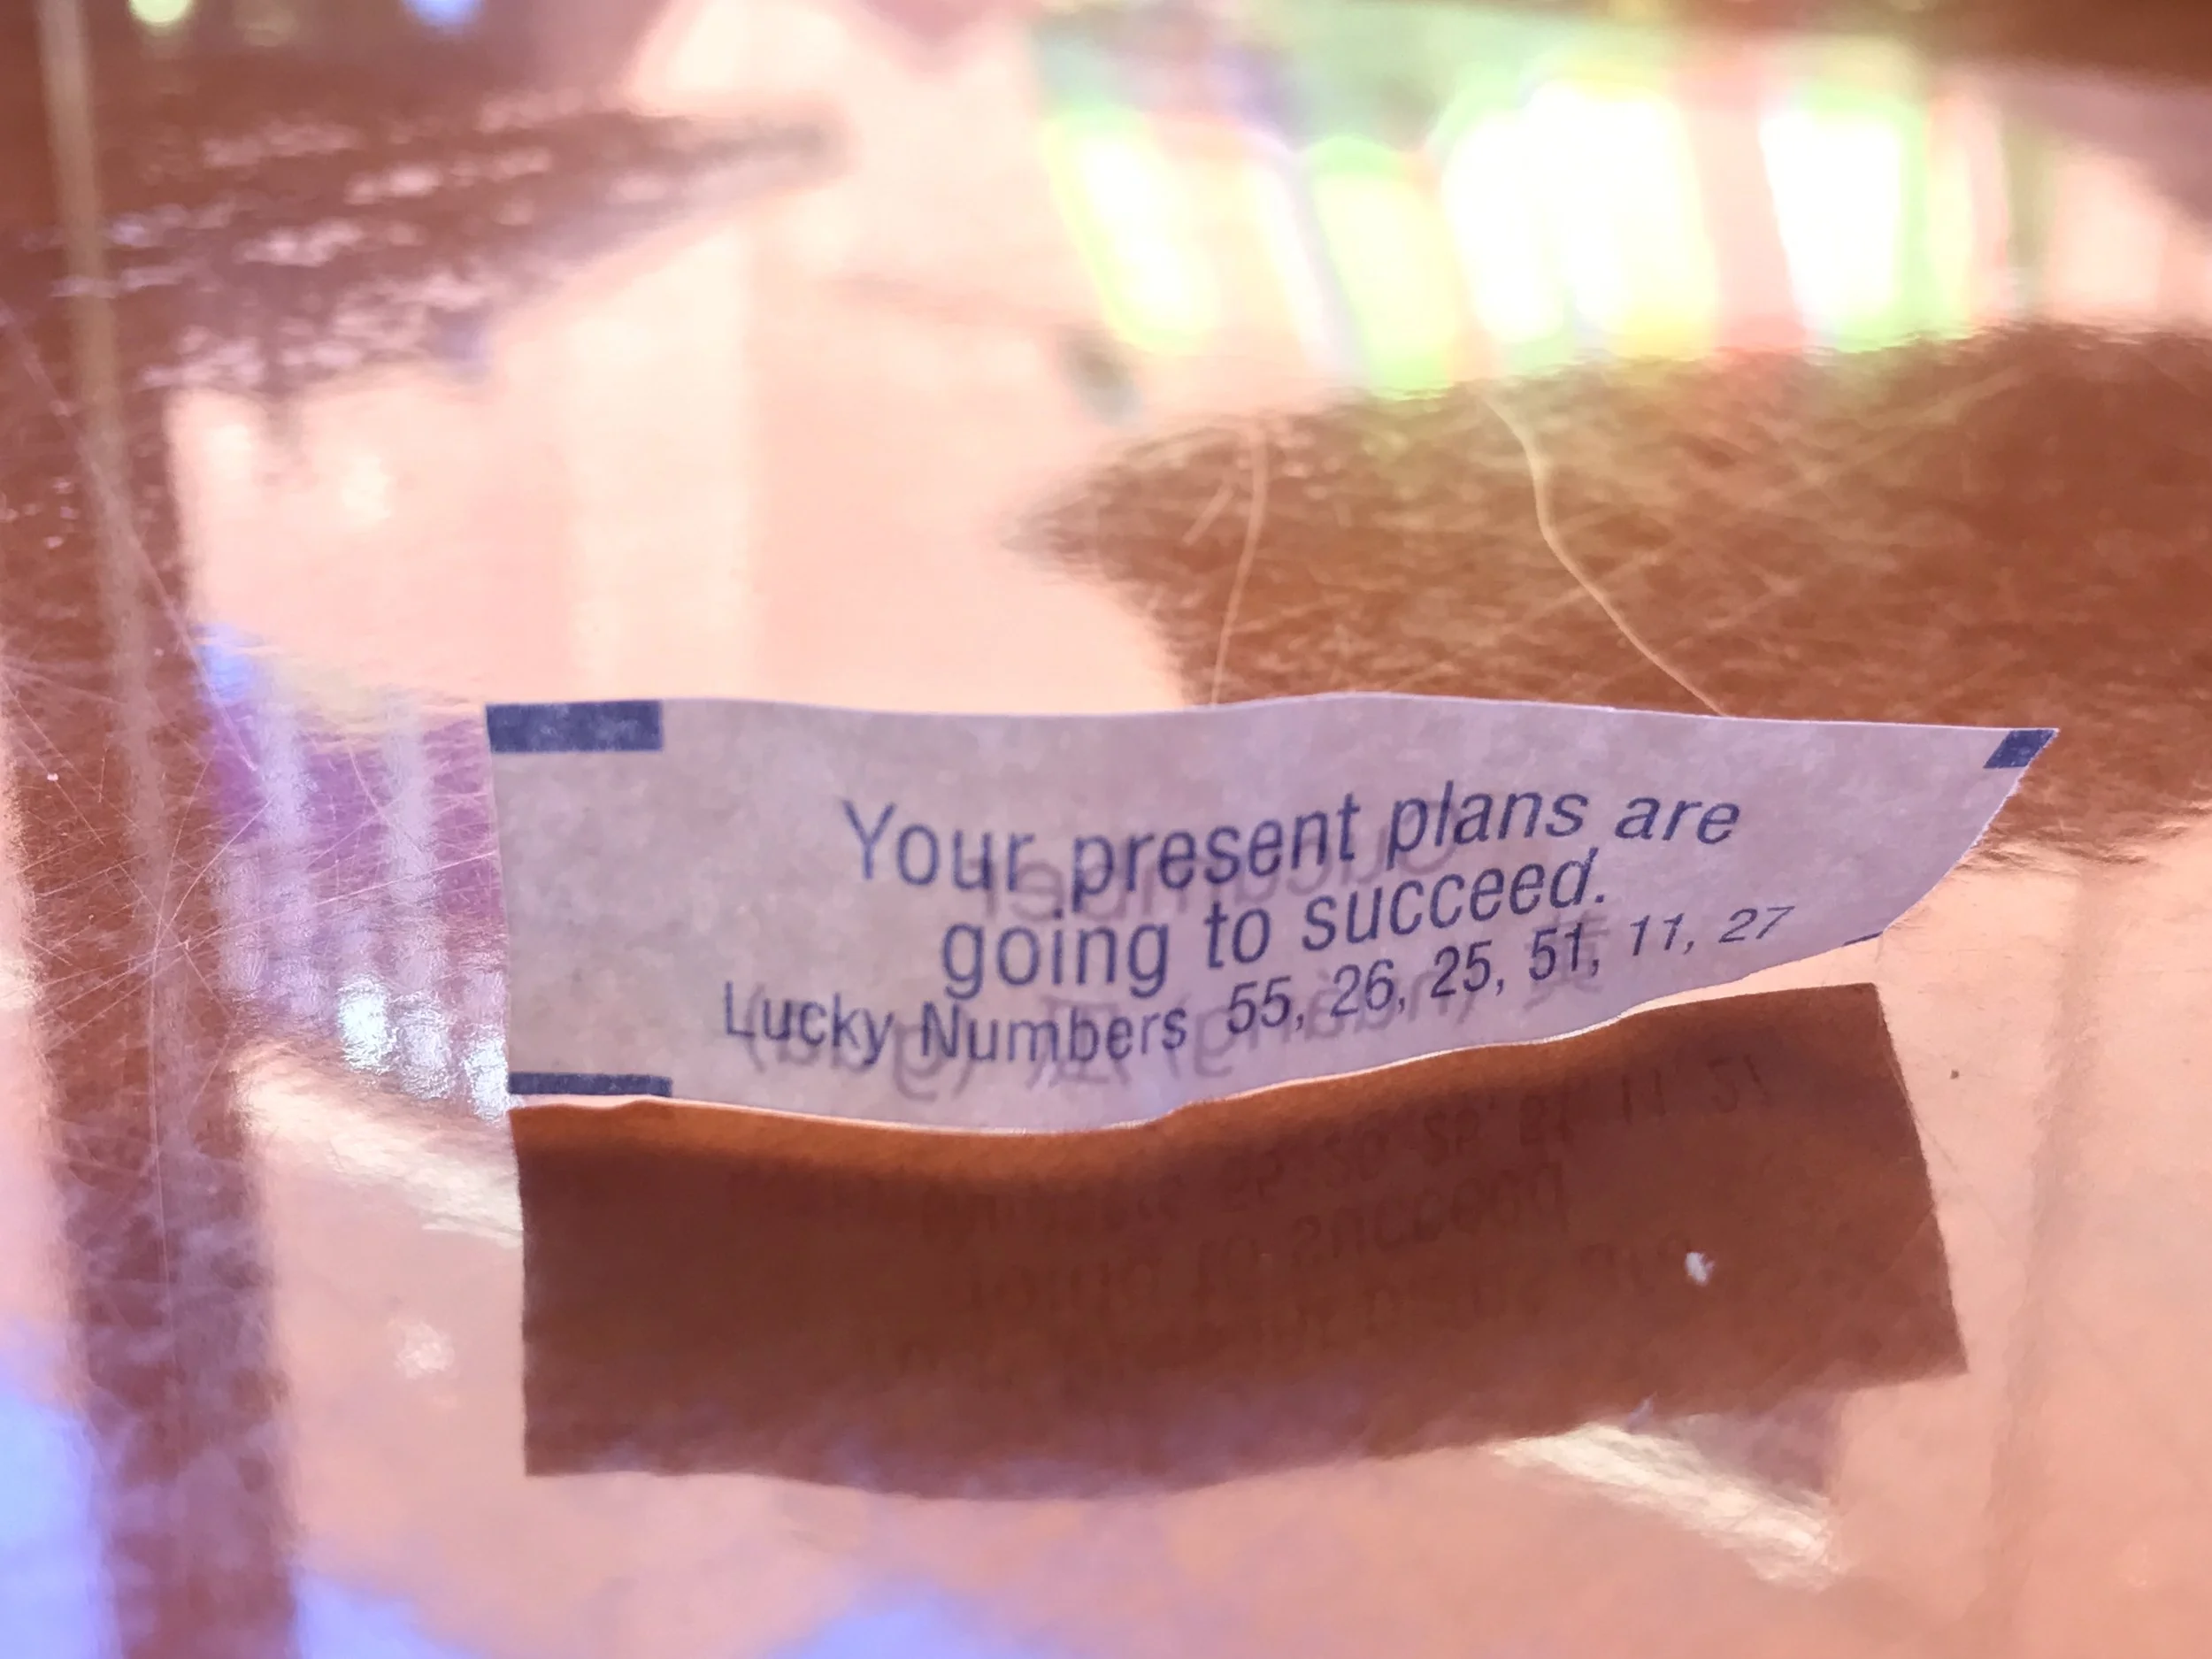 Your present plans are
going to succeed.
Lucky Numbers 55, 26, 25, 51, 11, 27